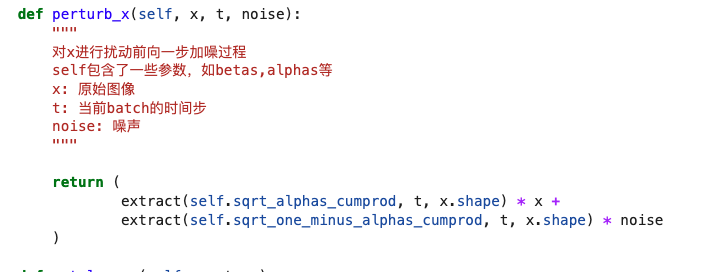 def perturb_x(self, x, t, noise):
"""
对x进行扰动前向一步加噪过程
self包含了一些参数，如betas,alphas等
x: 原始图像
t: 当前batch的时间步
noise: 噪声
"""
return (
extract(self.sqrt_alphas_cumprod, t, x.shape) * x +
extract(self.sqrt_one_minus_alphas_cumprod, t, x.shape) * noise
)